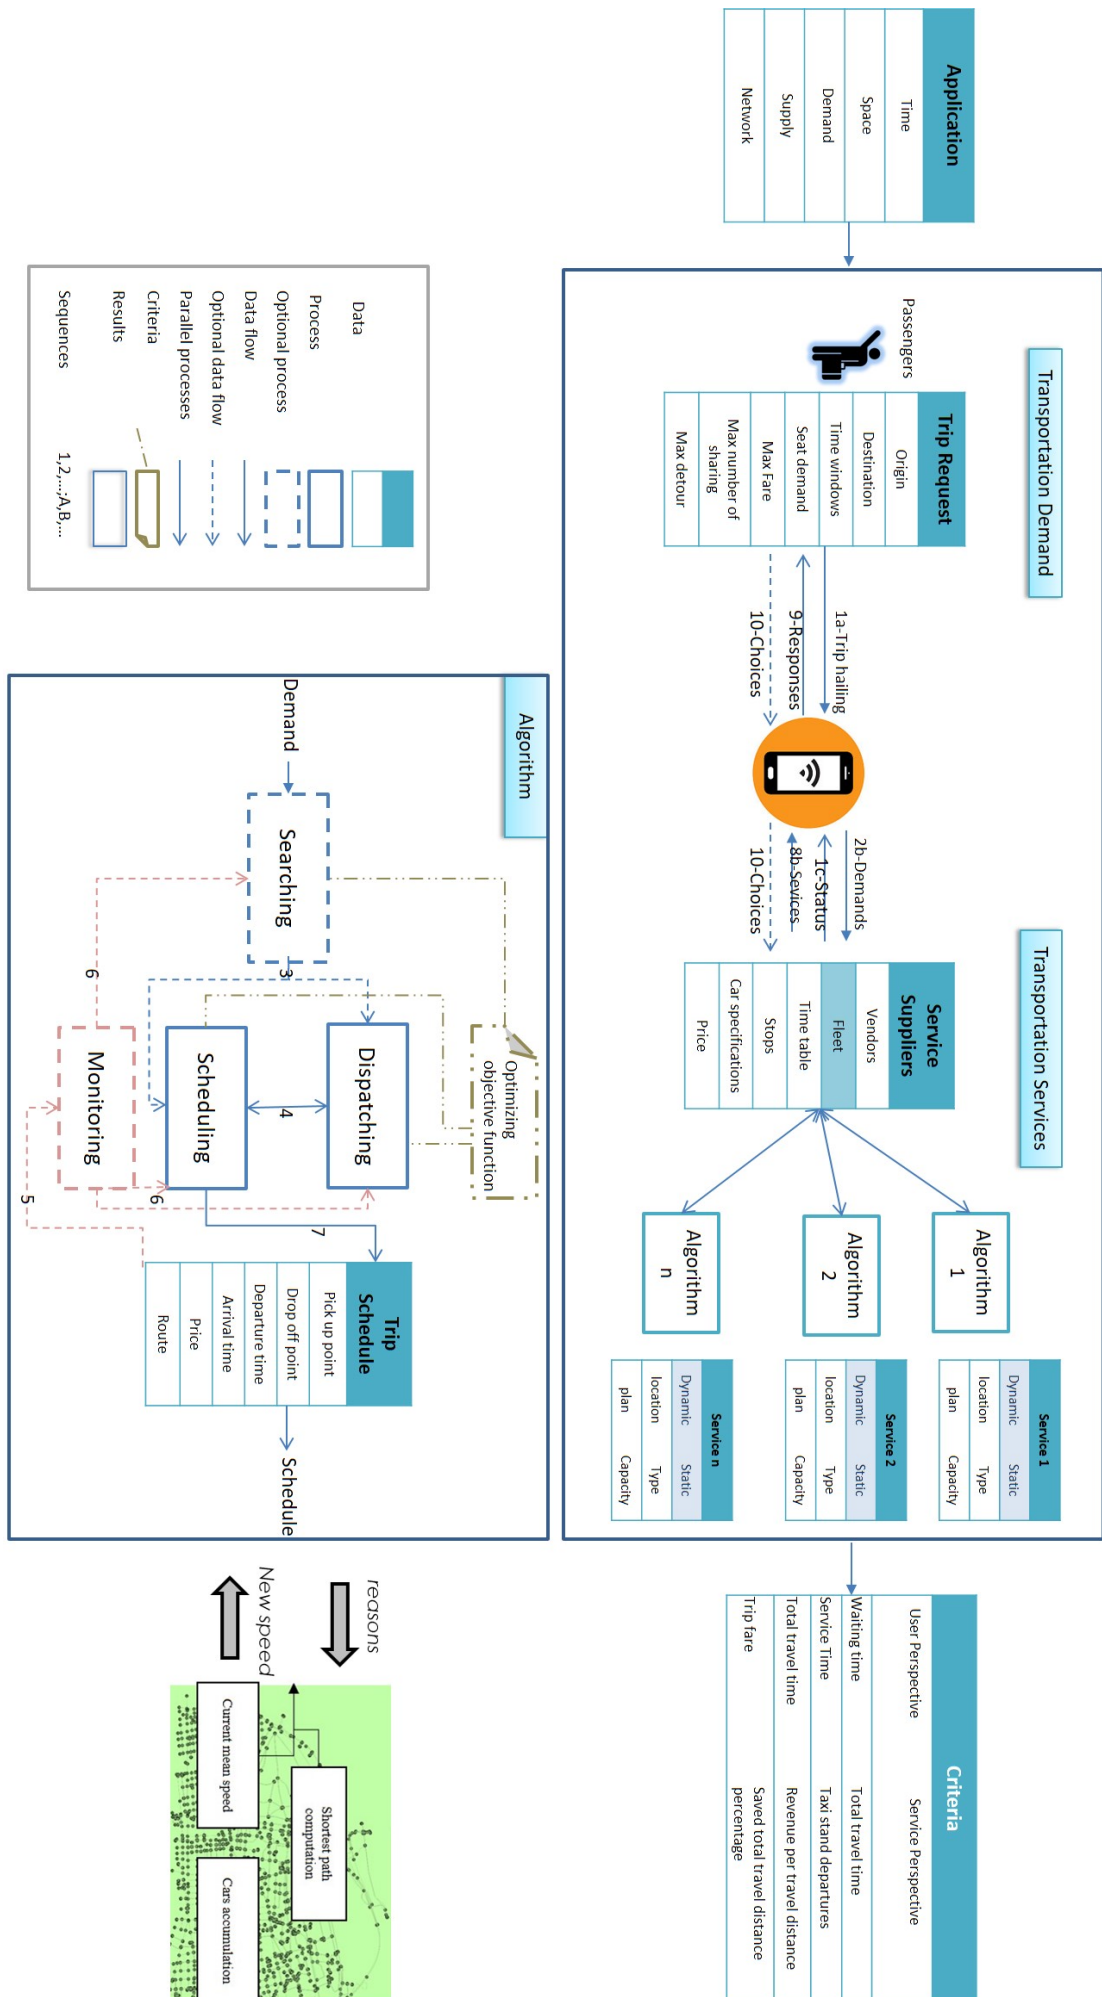 Application
Time
Space
Demand
Supply
Network
Transportation Demand
Passengers
Trip Request
Origin
Destination
Time windows
Seat demand
Max Fare
Max number of
sharing
Max detour
1a-Trip hailing
9-Responses
10-Choices
2b-Demands
1c-Status
8b-Sevices
10-Choices
Transportation Services
Service
Suppliers
Vendors
Fleet
Time table
Stops
Car specifications
Price
Algorithm
1
Algorithm
2
Algorithm
n
Service 1
Dynamic Static
location Type
plan Capacity
Service 2
Dynamic Static
location Type
plan Capacity
Service n
Dynamic Static
location Type
plan Capacity
Criteria
User Perspective Service Perspective
Waiting time Total travel time
Service Time Taxi stand departures
Total travel time Revenue per travel distance
Trip fare Saved total travel distance
percentage
Data
Process
Optional process
Data flow
Optional data flow
Parallel processes
Criteria
Results
Sequences 1,2,...;A,B,...
Algorithm
Demand
Searching
3
Optimizing
objective function
Dispatching
4
Scheduling
6
Monitoring
6
5
7
Trip
Schedule
Pick up point
Drop off point
Departure time
Arrival time
Price
Route
Schedule
reasons
New speed
Shortest path
computation
Current mean speed
Cars accumulation